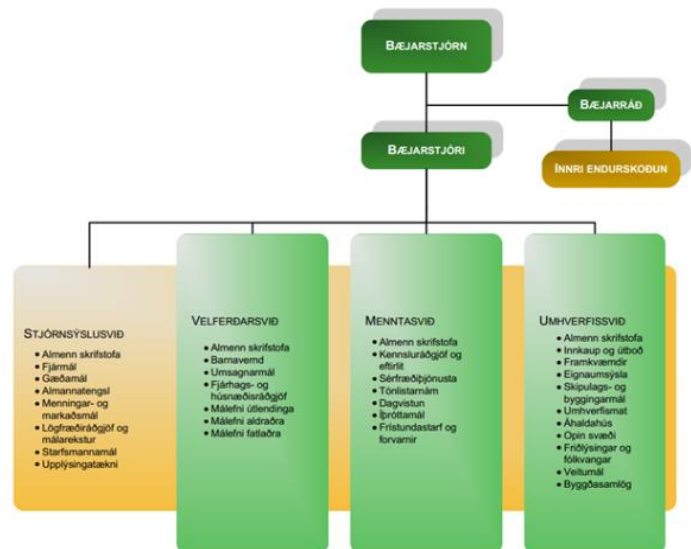 BÆJARSTJÓRN
BÆJARRÁÐ
BÆJARSTJÓRI
INNRI ENDURSKOÐUN
STJÓRNSÝSLUSVIÐ
• Almenn skrifstofa
• Fjármál
• Gæðamál
• Almannatengsl
• Menningar- og
markaðsmál
• Lögfræðiráðgjöf og
málarekstur
• Starfsmannamál
• Upplýsingatækni
VELFERÐARSVIÐ
• Almenn skrifstofa
• Barnavernd
• Umsagnarmál
• Fjárhags- og
húsnæðisráðgjöf
• Málefni útlendinga
• Málefni aldraðra
• Málefni fatlaðra
MENNTASVIÐ
• Almenn skrifstofa
• Kennsluráðgjöf og
eftirlit
• Sérfræðiþjónusta
• Tónlistarnám
• Dagvistun
• Íþróttamál
• Frístundastarf og
forvarnir
UMHVERFISSVIÐ
• Almenn skrifstofa
• Innkaup og útboð
• Framkvæmdir
• Eignaumsýsla
• Skipulags- og
byggingarmál
• Umhverfismat
• Áhaldahús
• Opin svæði
• Friðlýsingar og
fólkvangar
• Veitumál
• Byggðasamlög